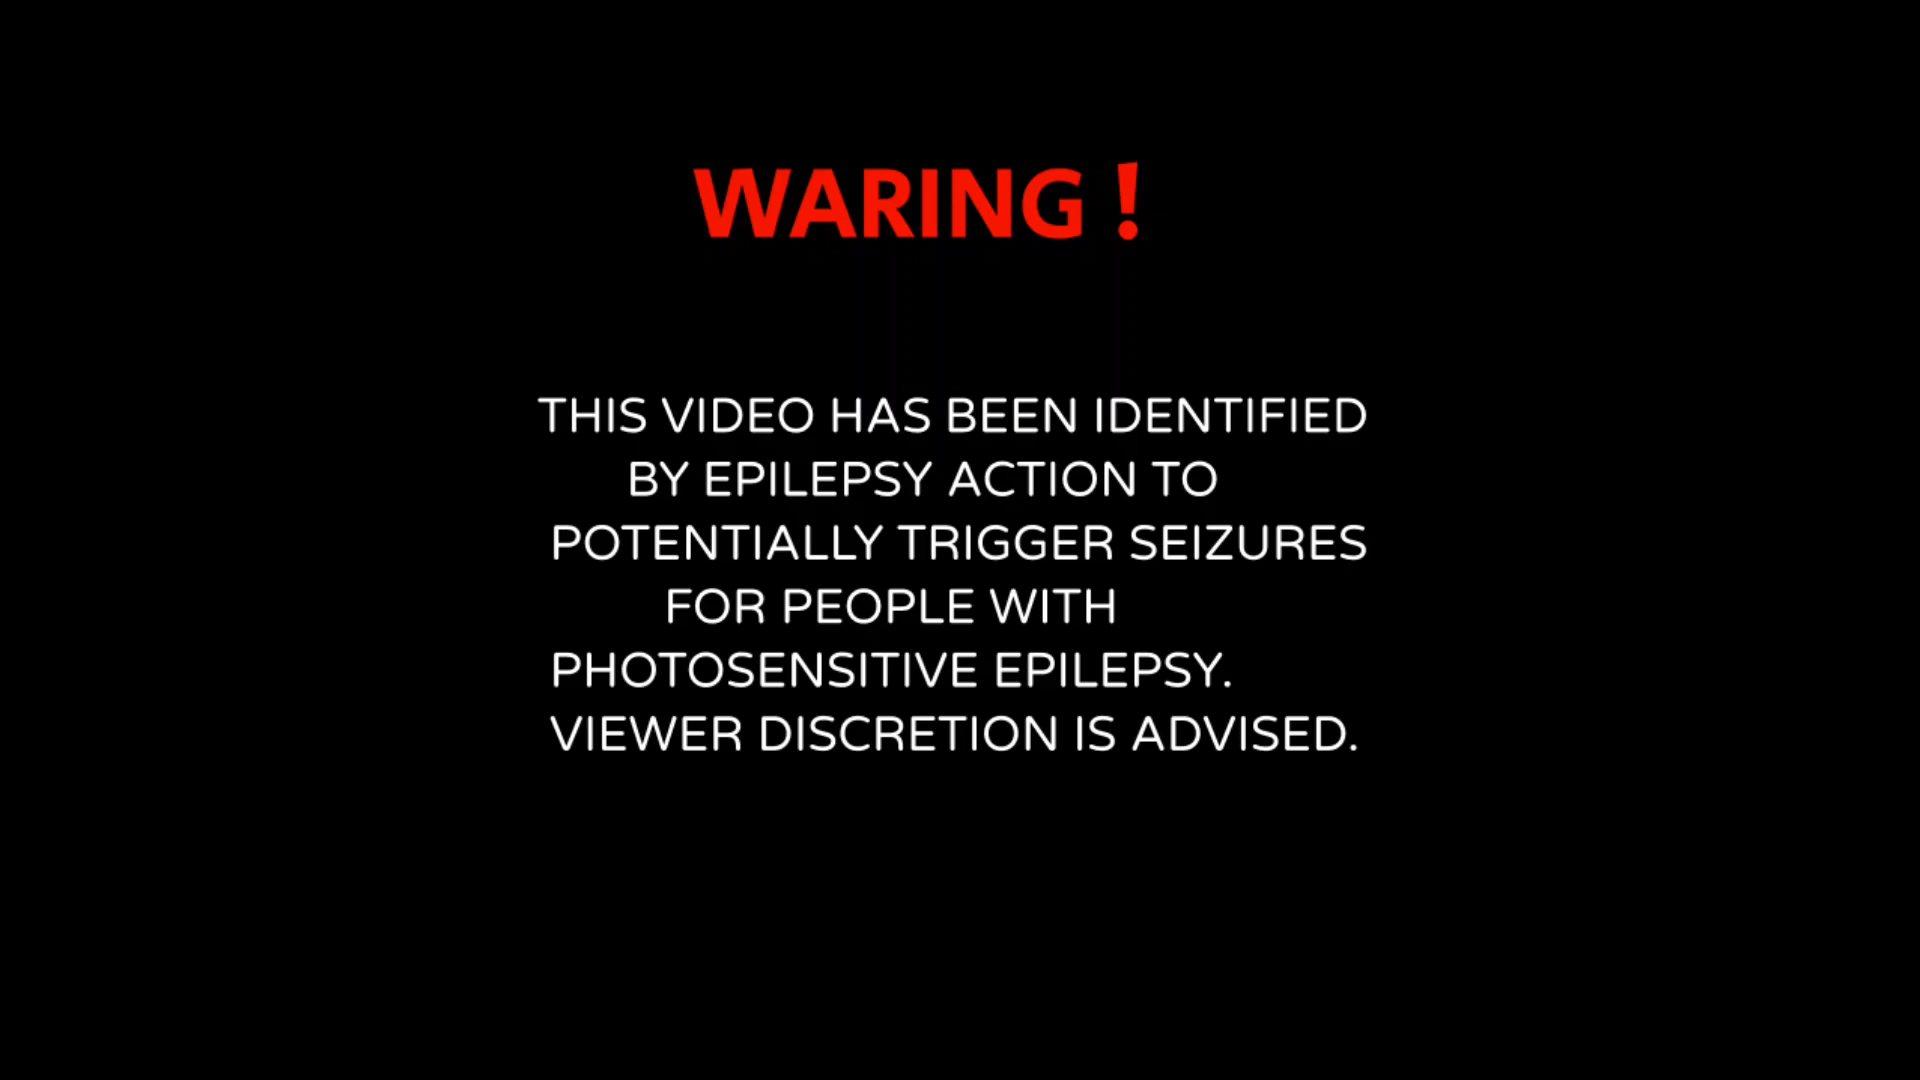 WARING !
THIS VIDEO HAS BEEN IDENTIFIED
BY EPILEPSY ACTION TO
POTENTIALLY TRIGGER SEIZURES
FOR PEOPLE WITH
PHOTOSENSITIVE EPILEPSY.
VIEWER DISCRETION IS ADVISED.